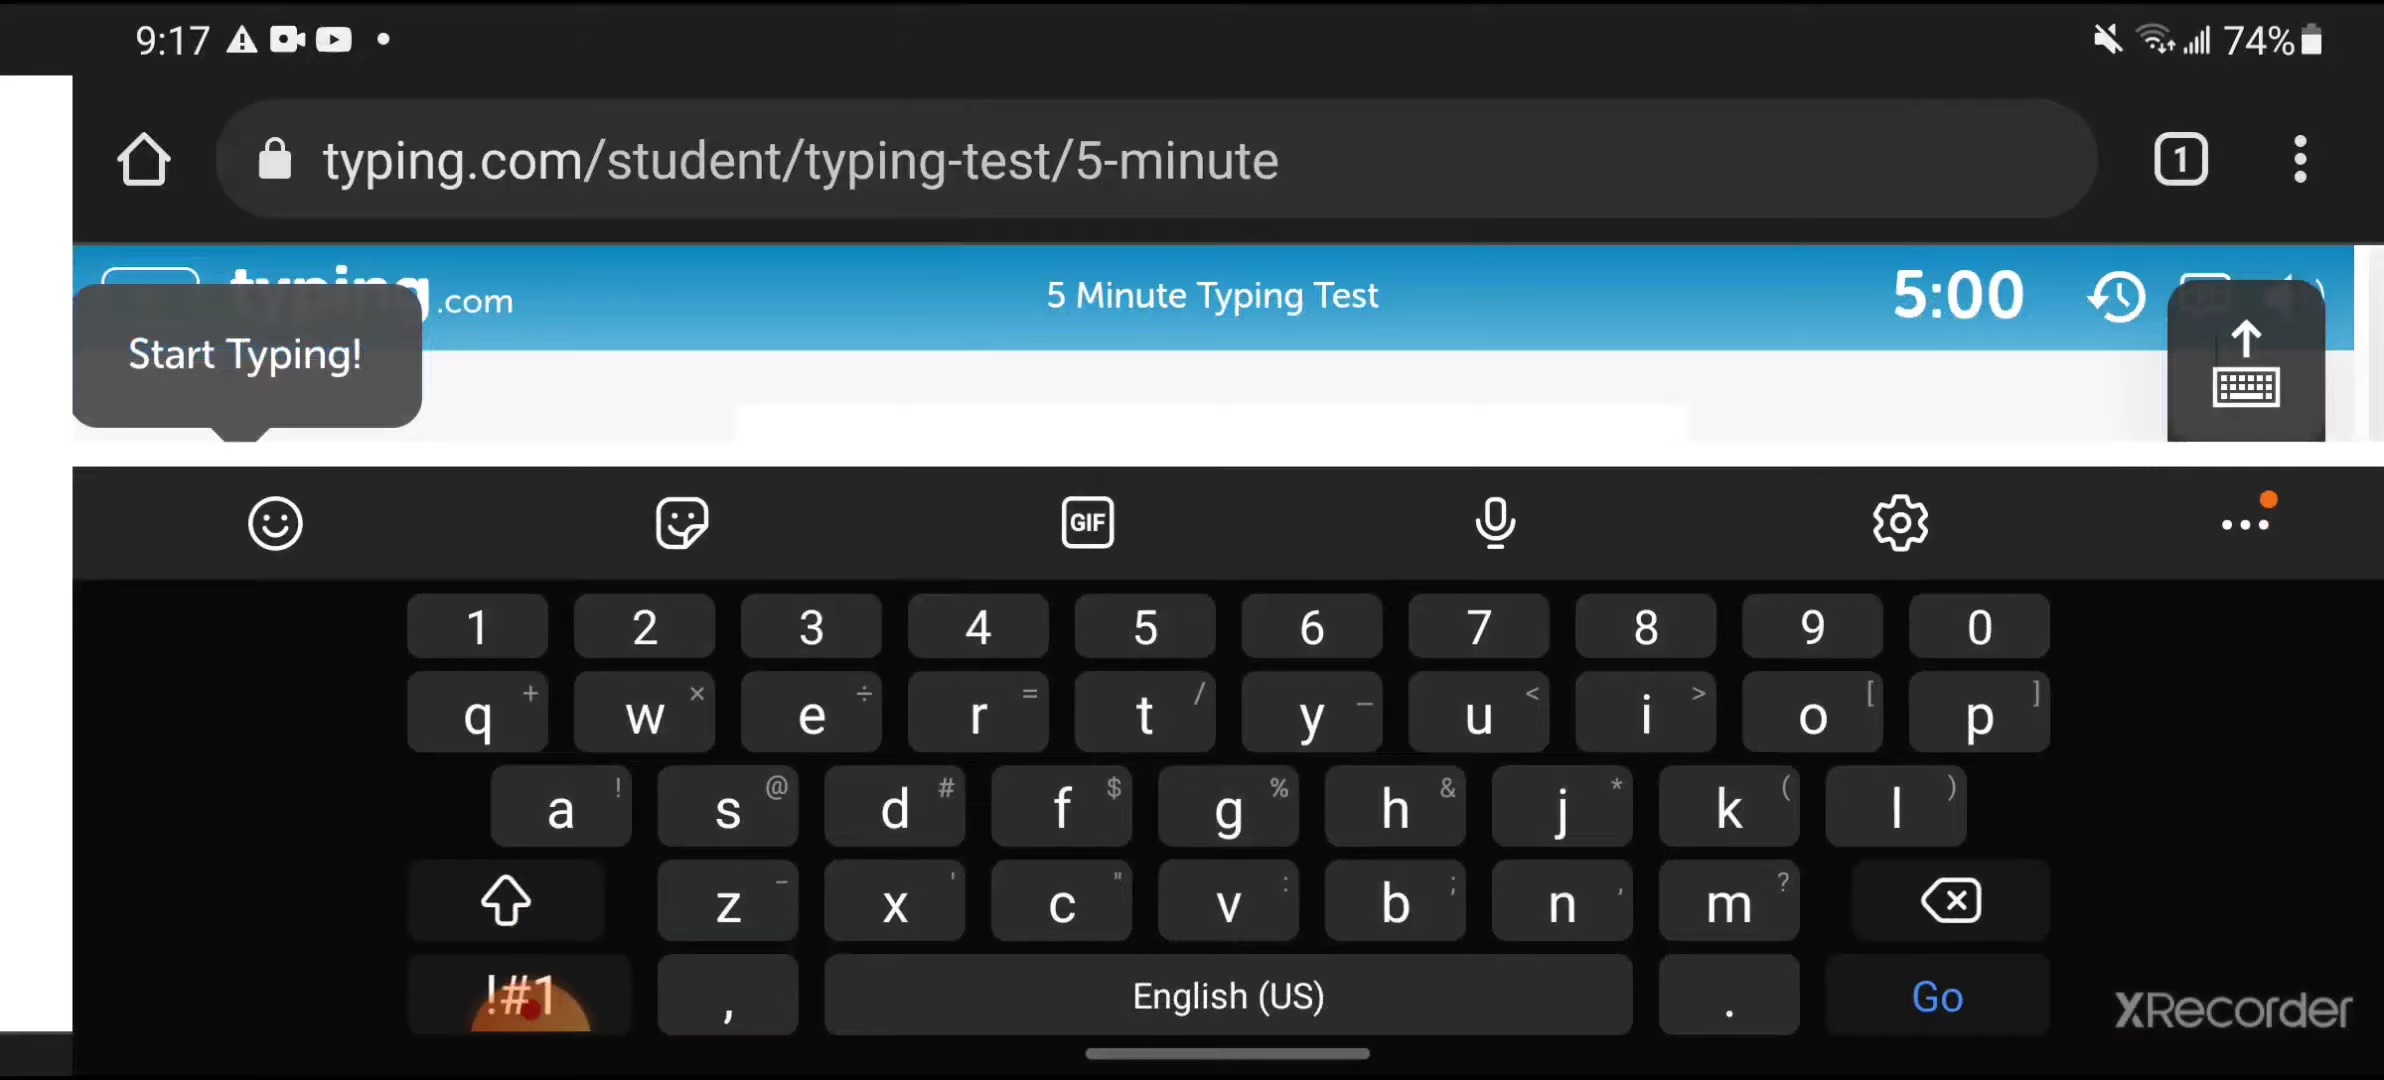 9:17 74%
typing.com/student/typing-test/5-minute 1
typing.com 5 Minute Typing Test 5:00
Start Typing!
GIF
1 2 3 4 5 6 7 8 9 0
q + w × e ÷ r = t / y _ u < i > o [ p ]
a ! s @ d # f $ g % h & j * k ( l )
z - x ' c " v : b ; n , m ?
!#1 , English (US) . Go
XRecorder